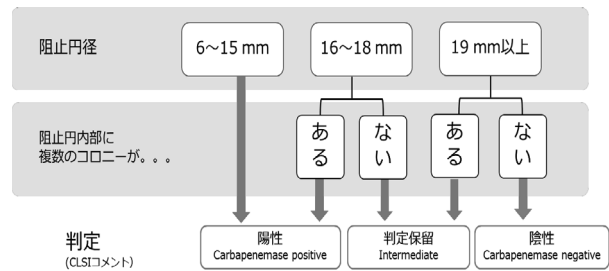 阻止円径
6～15 mm
16～18 mm
19 mm以上
阻止円内部に
複数のコロニーが。。。
ある
ない
ある
ない
判定
(CLSIコメント)
陽性
Carbapenemase positive
判定保留
Intermediate
陰性
Carbapenemase negative